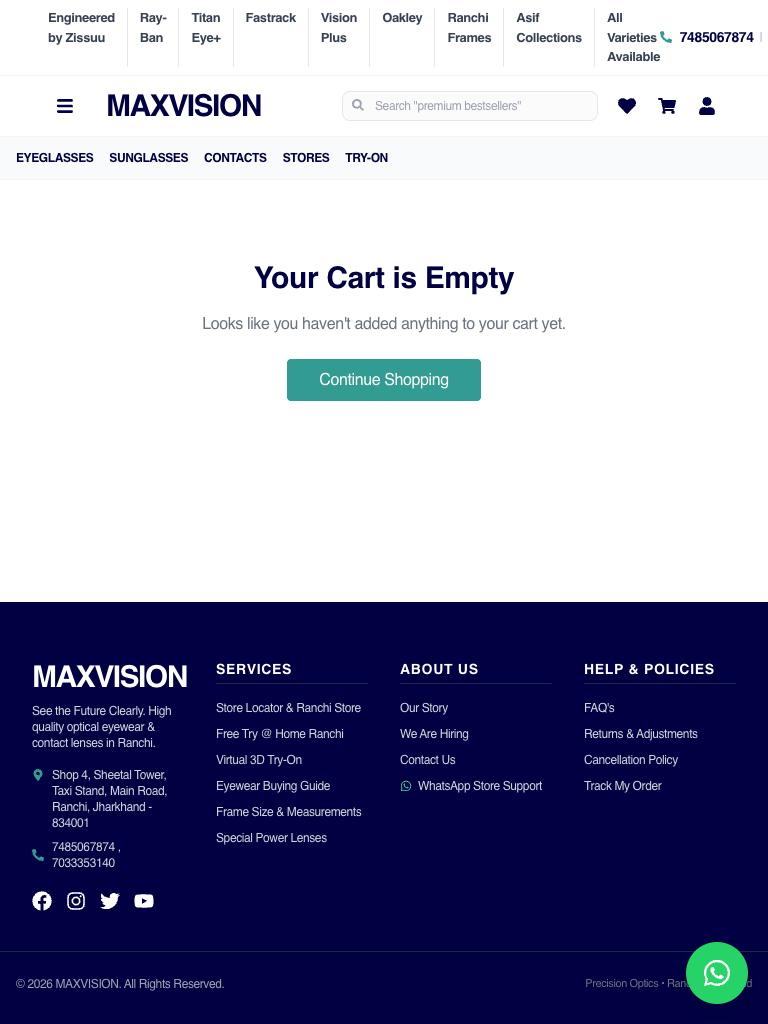 Engineered by Zissuu
Ray-Ban
Titan Eye+
Fastrack
Vision Plus
Oakley
Ranchi Frames
Asif Collections
All Varieties Available
7485067874
MAXVISION
Search "premium bestsellers"
EYEGLASSES SUNGLASSES CONTACTS STORES TRY-ON
Your Cart is Empty
Looks like you haven't added anything to your cart yet.
Continue Shopping
MAXVISION
See the Future Clearly. High
quality optical eyewear &
contact lenses in Ranchi.
Shop 4, Sheetal Tower,
Taxi Stand, Main Road,
Ranchi, Jharkhand -
834001
7485067874 ,
7033353140
SERVICES
Store Locator & Ranchi Store
Free Try @ Home Ranchi
Virtual 3D Try-On
Eyewear Buying Guide
Frame Size & Measurements
Special Power Lenses
ABOUT US
Our Story
We Are Hiring
Contact Us
WhatsApp Store Support
HELP & POLICIES
FAQ's
Returns & Adjustments
Cancellation Policy
Track My Order
© 2026 MAXVISION. All Rights Reserved.
Precision Optics •